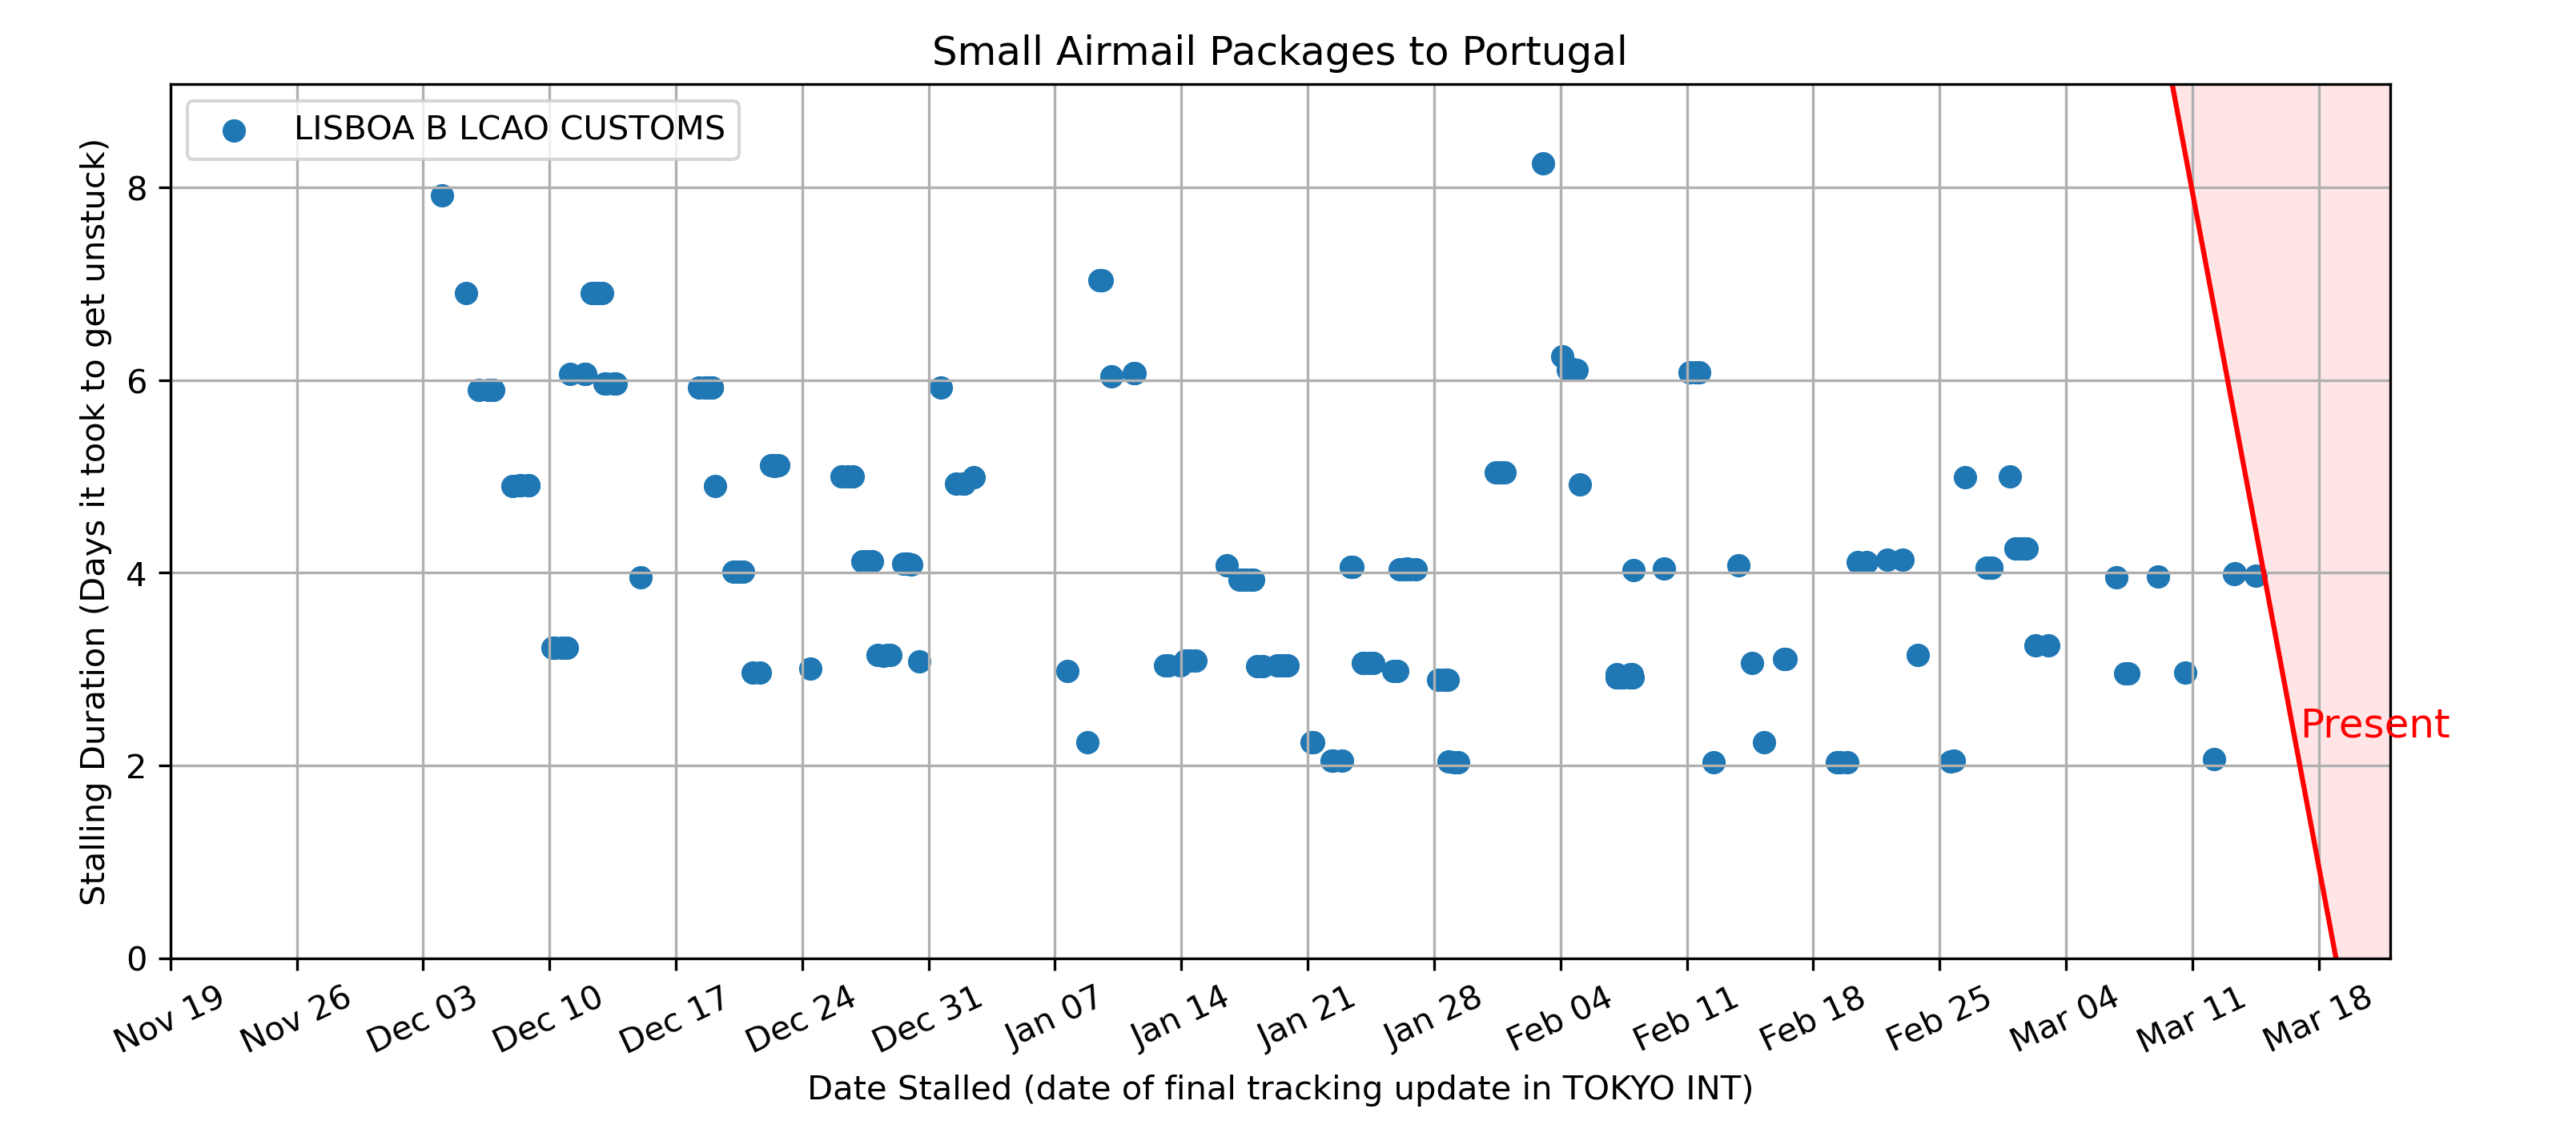 Small Airmail Packages to Portugal
LISBOA B LCAO CUSTOMS
Stalling Duration (Days it took to get unstuck)
8
6
4
2
0
Present
Nov 19
Nov 26
Dec 03
Dec 10
Dec 17
Dec 24
Dec 31
Jan 07
Jan 14
Jan 21
Jan 28
Feb 04
Feb 11
Feb 18
Feb 25
Mar 04
Mar 11
Mar 18
Date Stalled (date of final tracking update in TOKYO INT)